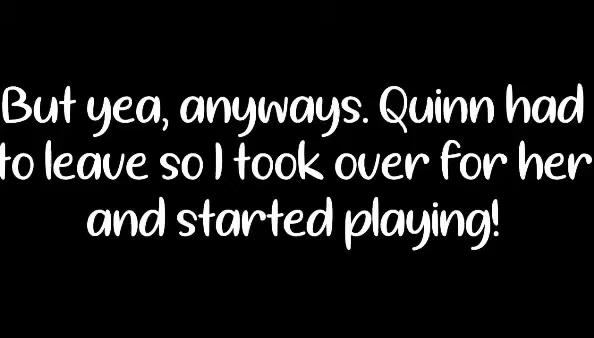 But yea, anyways. Quinn had
to leave so I took over for her
and started playing!